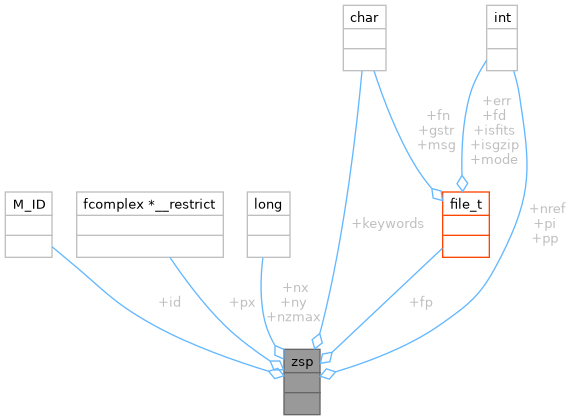 char
int
+fn
+gstr
+msg
+err
+fd
+isfits
+isgzip
+mode
M_ID
fcomplex *__restrict
long
+keywords
file_t
+nref
+pi
+pp
+id
+px
+nx
+ny
+nzmax
+fp
zsp